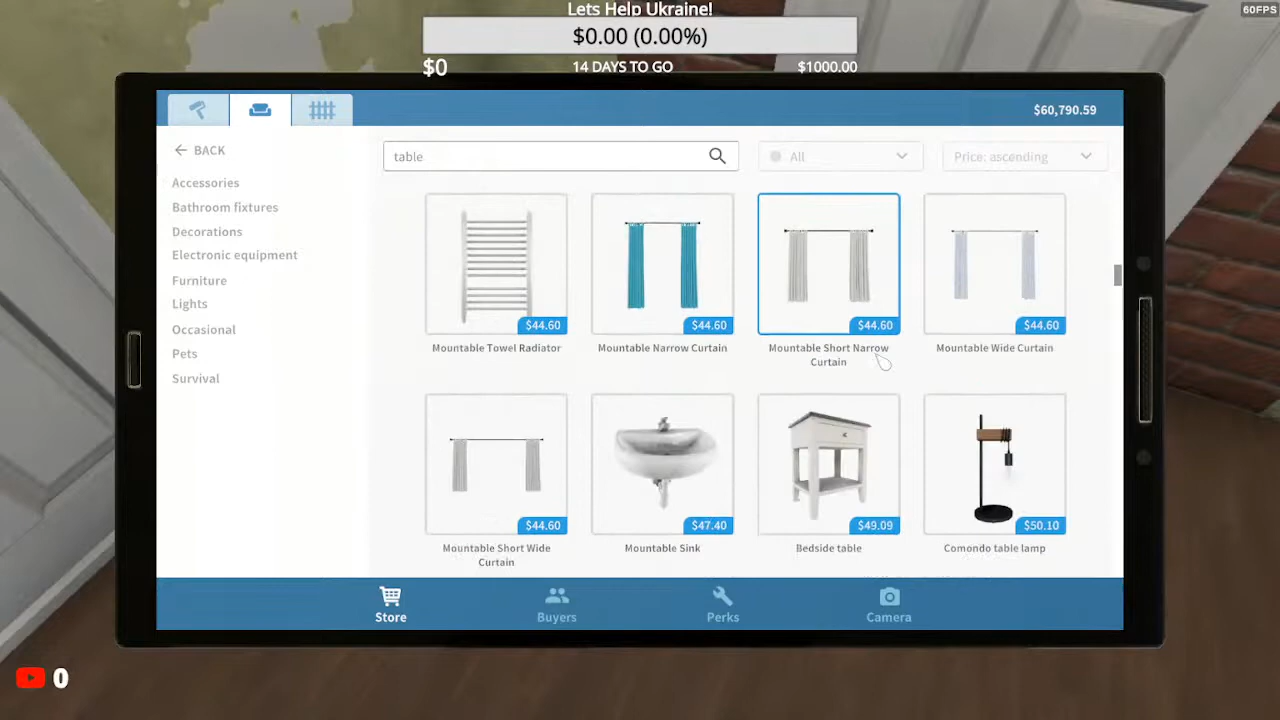 Lets Help Ukraine!
60FPS
$0.00 (0.00%)
$0
14 DAYS TO GO
$1000.00
$60,790.59
BACK
table
All
Price: ascending
Accessories
Bathroom fixtures
Decorations
Electronic equipment
Furniture
Lights
Occasional
Pets
Survival
$44.60
$44.60
$44.60
$44.60
Mountable Towel Radiator
Mountable Narrow Curtain
Mountable Short Narrow
Curtain
Mountable Wide Curtain
$44.60
$47.40
$49.09
$50.10
Mountable Short Wide
Curtain
Mountable Sink
Bedside table
Comondo table lamp
Store
Buyers
Perks
Camera
0